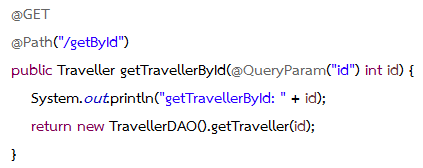 @GET
@Path("/getById")
public Traveller getTravellerById(@QueryParam("id") int id) {
System.out.println("getTravellerById: " + id);
return new TravellerDAO().getTraveller(id);
}